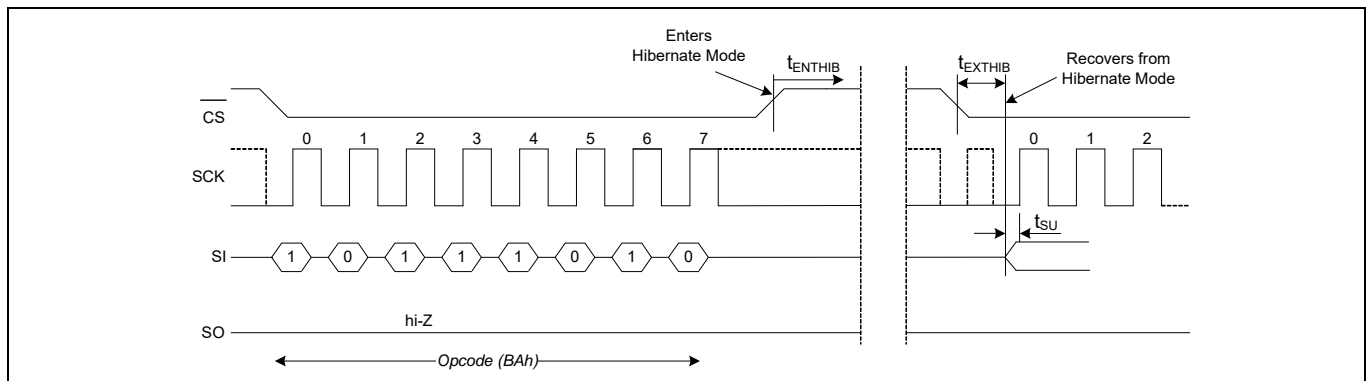 Enters
Hibernate Mode
tENTHIB
tEXTHIB
Recovers from
Hibernate Mode
CS
0 1 2 3 4 5 6 7 0 1 2
SCK
tSU
SI 1 0 1 1 1 0 1 0
hi-Z
SO
Opcode (BAh)